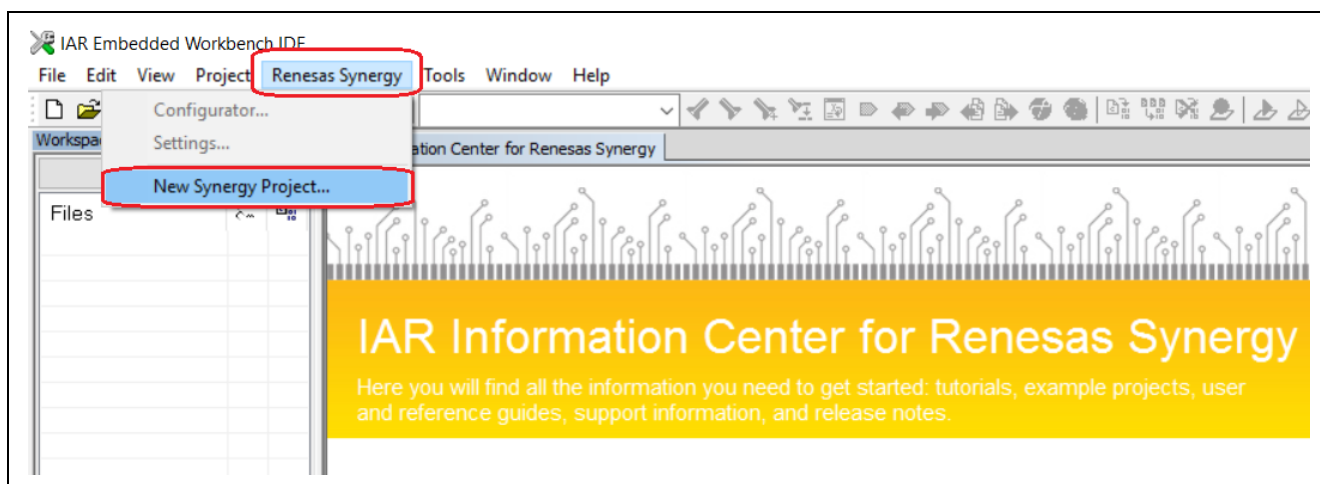 IAR Embedded Workbench IDE
File Edit View Project Renesas Synergy Tools Window Help
Configurator...
Settings...
New Synergy Project...
Workspa
ation Center for Renesas Synergy
Files
IAR Information Center for Renesas Synergy
Here you will find all the information you need to get started: tutorials, example projects, user
and reference guides, support information, and release notes.